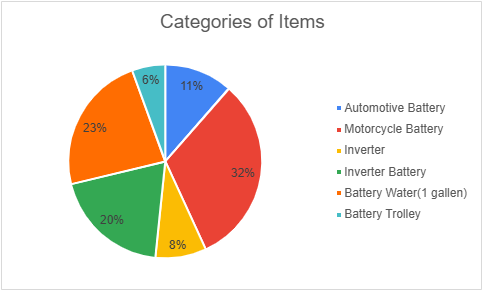 Categories of Items
6%
11%
23%
32%
20%
8%
Automotive Battery
Motorcycle Battery
Inverter
Inverter Battery
Battery Water(1 gallen)
Battery Trolley